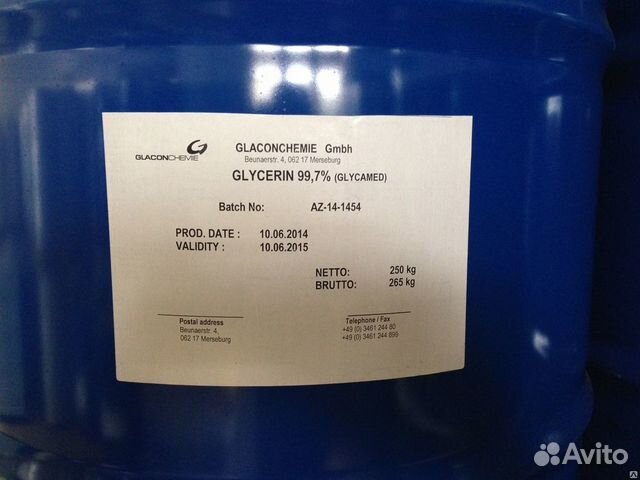 GLACONCHEMIE
GLACONCHEMIE Gmbh
Beunaerstr. 4, 062 17 Merseburg
GLYCERIN 99,7% (GLYCAMED)
Batch No: AZ-14-1454
PROD. DATE : 10.06.2014
VALIDITY : 10.06.2015
NETTO: 250 kg
BRUTTO: 265 kg
Postal address
Beunaerstr. 4,
062 17 Merseburg
Telephone / Fax
+49 (0) 3461 244 80
+49 (0) 3461 244 899
Avito